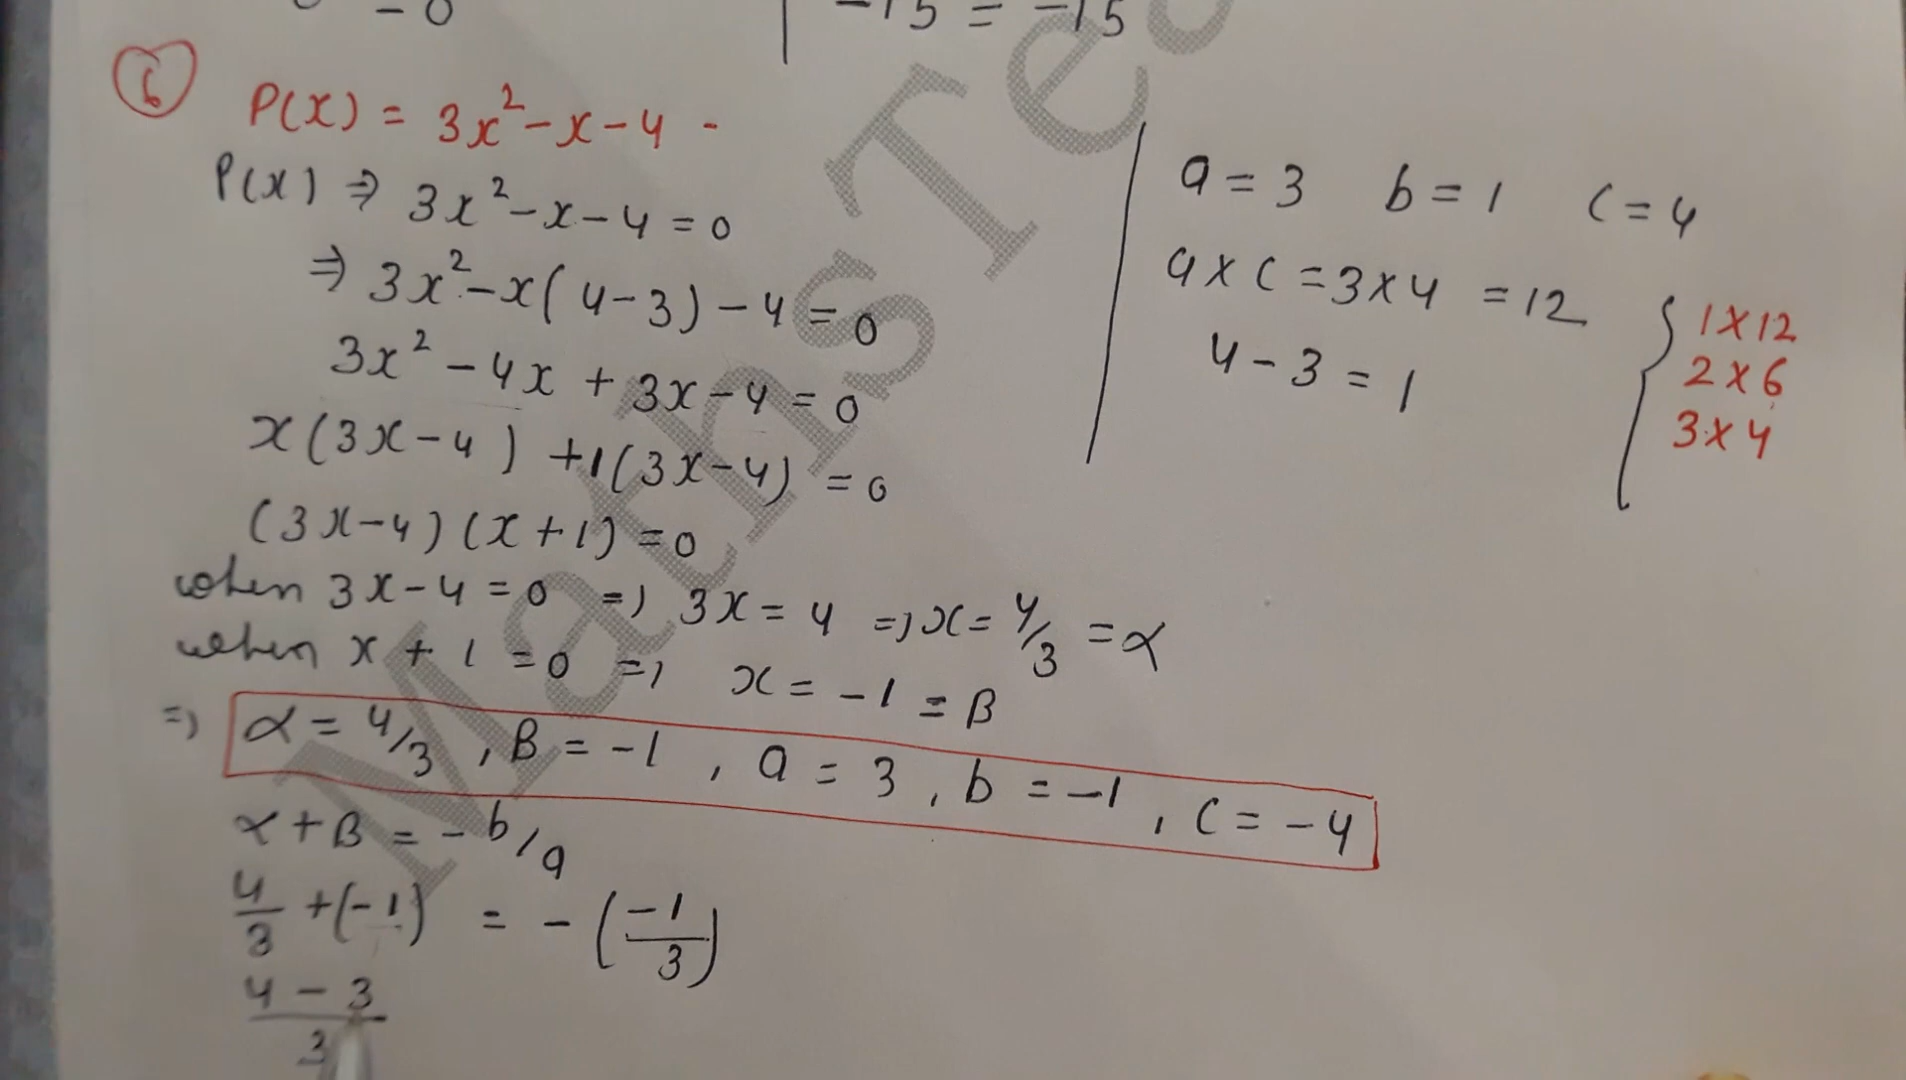 - 0
-15 = -15
6
P(x) = 3x² - x - 4 -
P(x) ⇒ 3x² - x - 4 = 0
⇒ 3x² - x(4 - 3) - 4 = 0
3x² - 4x + 3x - 4 = 0
x(3x - 4) + 1(3x - 4) = 0
(3x - 4)(x + 1) = 0
when 3x - 4 = 0 ⇒ 3x = 4 ⇒ x = 4/3 = α
when x + 1 = 0 ⇒ x = -1 = β
⇒ α = 4/3, β = -1, a = 3, b = -1, c = -4
α + β = -b/a
4/3 + (-1) = -(-1/3)
4 - 3
3
a = 3 b = 1 c = 4
a x c = 3 x 4 = 12
4 - 3 = 1
1 x 12
2 x 6
3 x 4